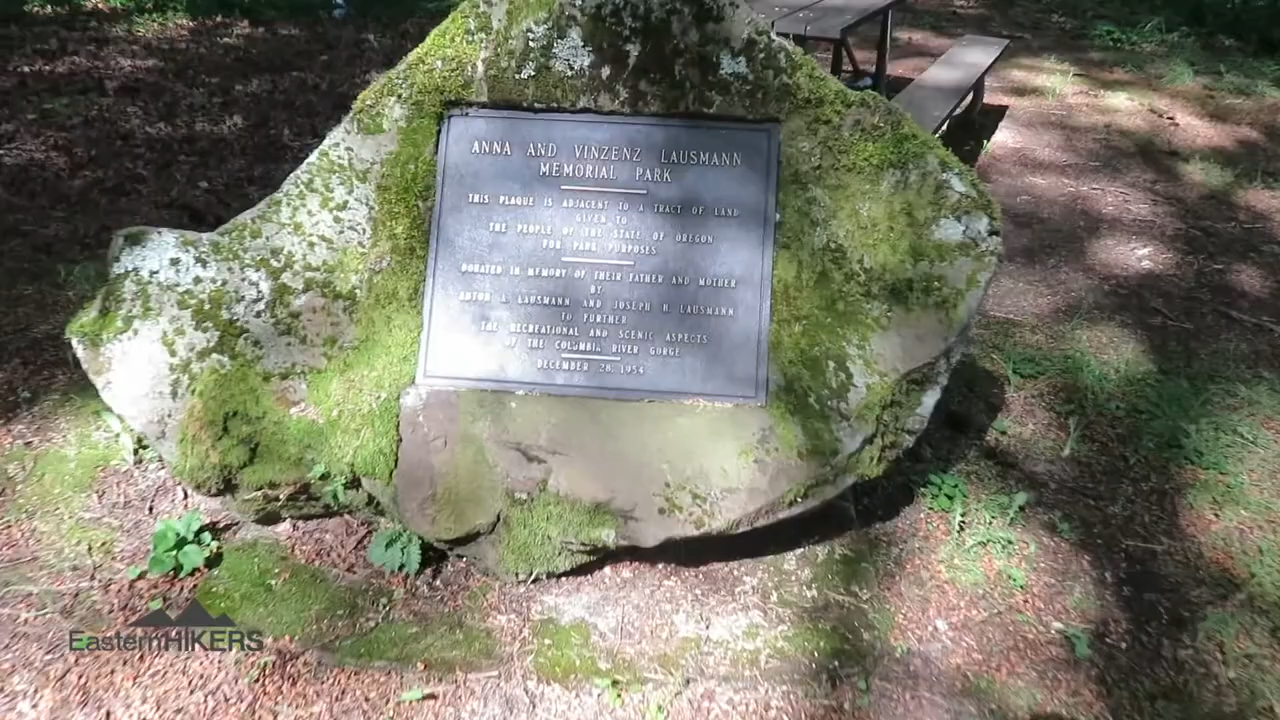 ANNA AND VINZENZ LAUSMANN
MEMORIAL PARK
THIS PLAQUE IS ADJACENT TO A TRACT OF LAND
GIVEN TO
THE PEOPLE OF THE STATE OF OREGON
FOR PARK PURPOSES
DONATED IN MEMORY OF THEIR FATHER AND MOTHER
BY
ANTON A. LAUSMANN AND JOSEPH H. LAUSMANN
TO FURTHER
THE RECREATIONAL AND SCENIC ASPECTS
OF THE COLUMBIA RIVER GORGE
DECEMBER 28, 1954
EasternHIKERS